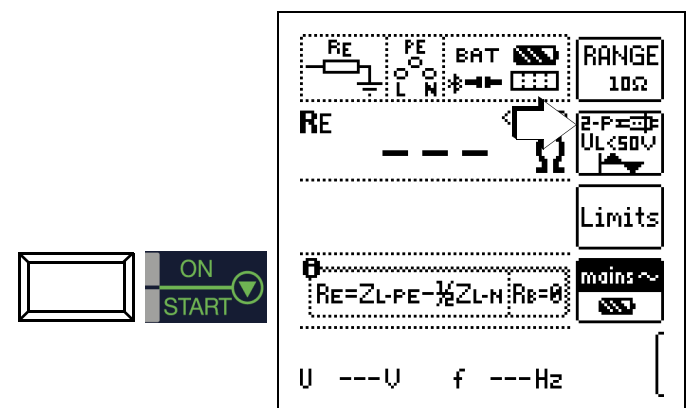 RE PE BAT RANGE
L N 10Ω
RE 2-P
Ω UL<50V
Limits
ON
START
mains~
RE=ZL-PE-½ZL-N RB=0
U ---V f ---Hz